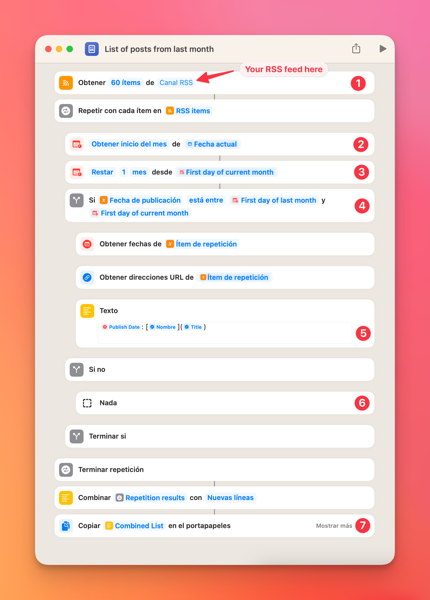 List of posts from last month
Your RSS feed here
Obtener 60 ítems de Canal RSS 1
Repetir con cada ítem en RSS items
Obtener inicio del mes de Fecha actual 2
Restar 1 mes desde First day of current month 3
Si Fecha de publicación está entre First day of last month y
First day of current month 4
Obtener fechas de Ítem de repetición
Obtener direcciones URL de Ítem de repetición
Texto
Publish Date : [ Nombre ]( Title ) 5
Si no
Nada 6
Terminar si
Terminar repetición
Combinar Repetition results con Nuevas líneas
Copiar Combined List en el portapapeles Mostrar más 7